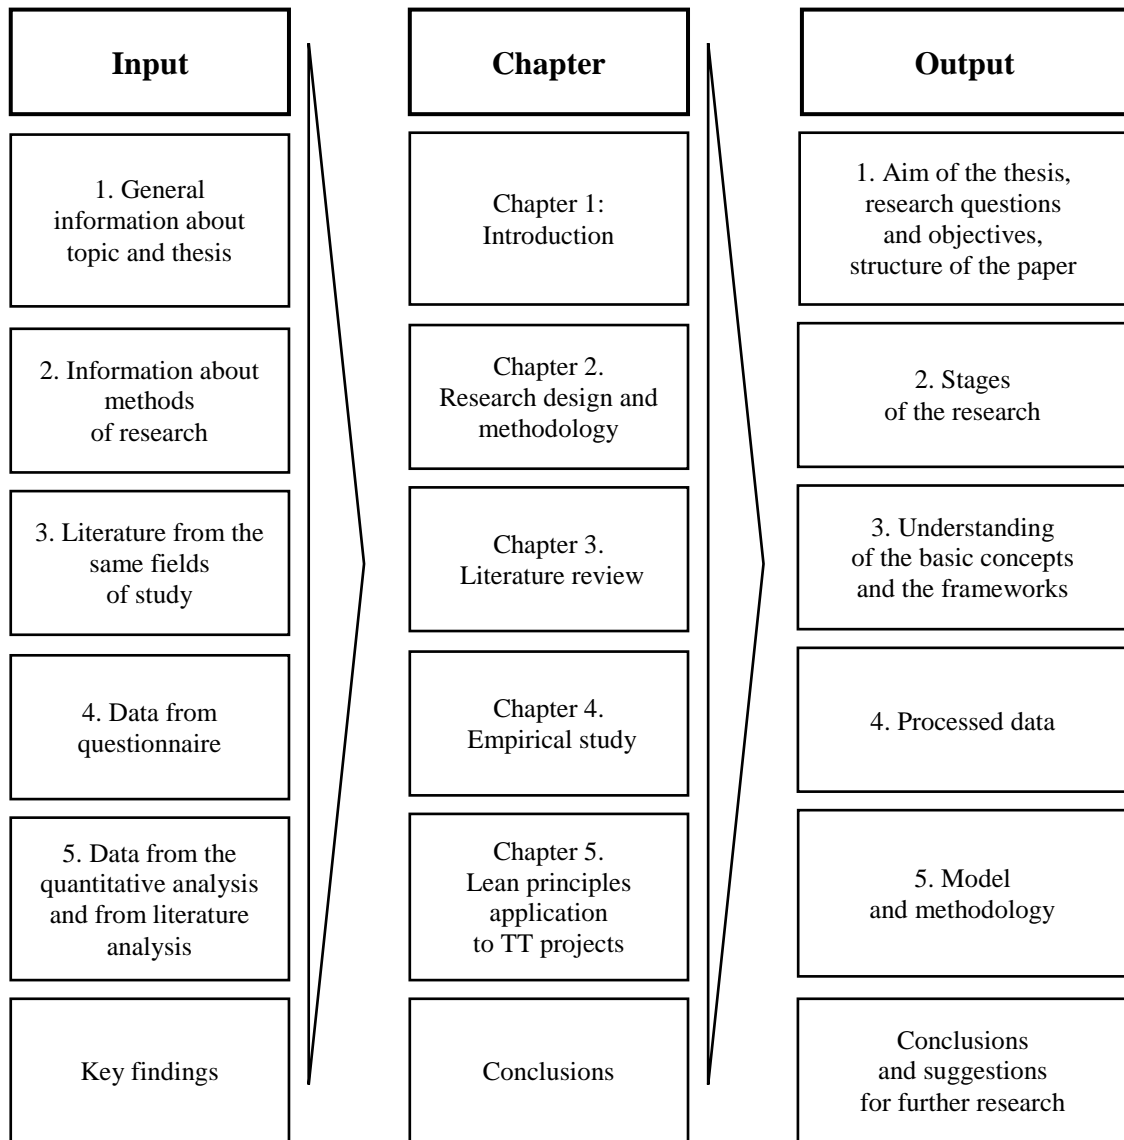 Input
Chapter
Output
1. General
information about
topic and thesis
Chapter 1:
Introduction
1. Aim of the thesis,
research questions
and objectives,
structure of the paper
2. Information about
methods
of research
Chapter 2.
Research design and
methodology
2. Stages
of the research
3. Literature from the
same fields
of study
Chapter 3.
Literature review
3. Understanding
of the basic concepts
and the frameworks
4. Data from
questionnaire
Chapter 4.
Empirical study
4. Processed data
5. Data from the
quantitative analysis
and from literature
analysis
Chapter 5.
Lean principles
application
to TT projects
5. Model
and methodology
Key findings
Conclusions
Conclusions
and suggestions
for further research